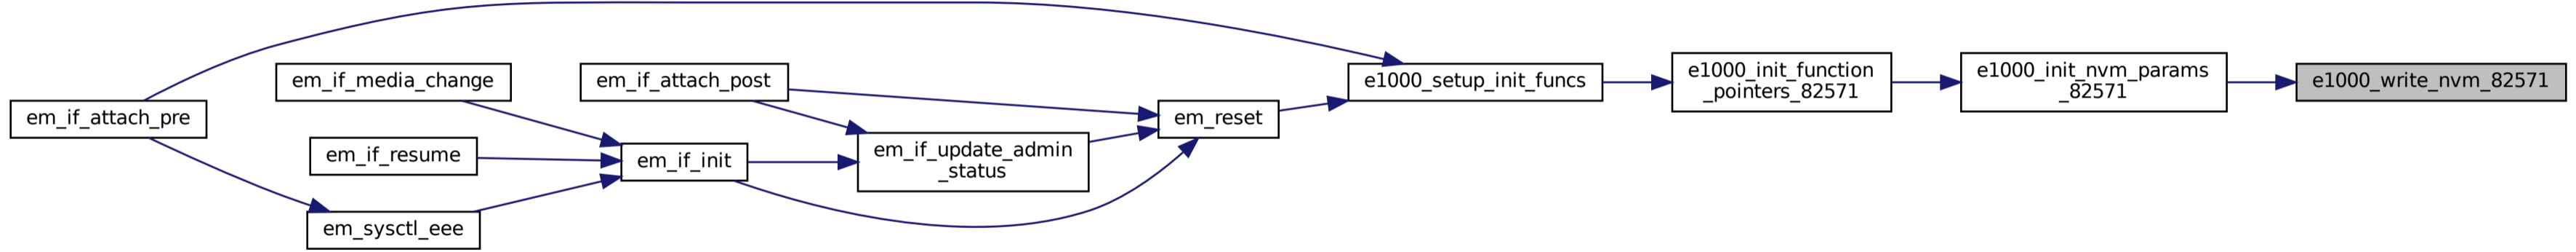 em_if_attach_pre
em_if_media_change
em_if_resume
em_sysctl_eee
em_if_attach_post
em_if_init
em_if_update_admin
_status
em_reset
e1000_setup_init_funcs
e1000_init_function
_pointers_82571
e1000_init_nvm_params
_82571
e1000_write_nvm_82571